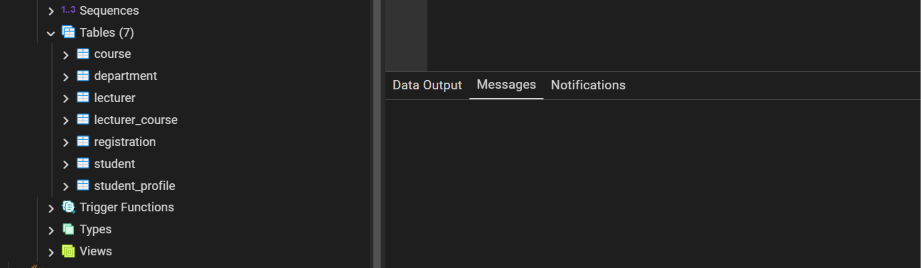 1..3 Sequences
Tables (7)
course
department
lecturer
lecturer_course
registration
student
student_profile
Trigger Functions
Types
Views
Data Output Messages Notifications